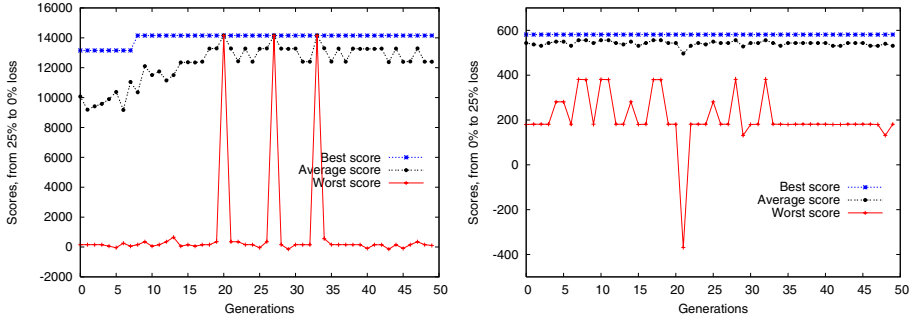 Scores, from 25% to 0% loss
16000
14000
12000
10000
8000
6000
4000
2000
0
-2000
0 5 10 15 20 25 30 35 40 45 50
Generations
Best score
Average score
Worst score
Scores, from 0% to 25% loss
600
400
200
0
-200
-400
0 5 10 15 20 25 30 35 40 45 50
Generations
Best score
Average score
Worst score